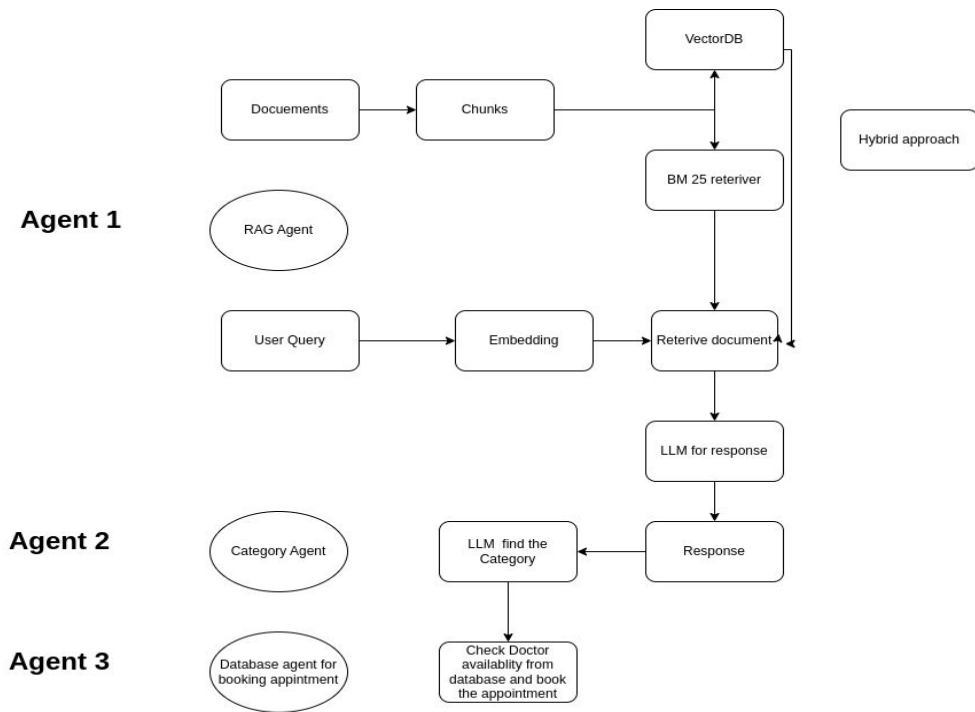 VectorDB
Docuements
Chunks
Hybrid approach
BM 25 reteriver
Agent 1
RAG Agent
User Query
Embedding
Reterive document
LLM for response
Agent 2
Category Agent
LLM find the
Category
Response
Agent 3
Database agent for
booking appintment
Check Doctor
availablity from
database and book
the appointment